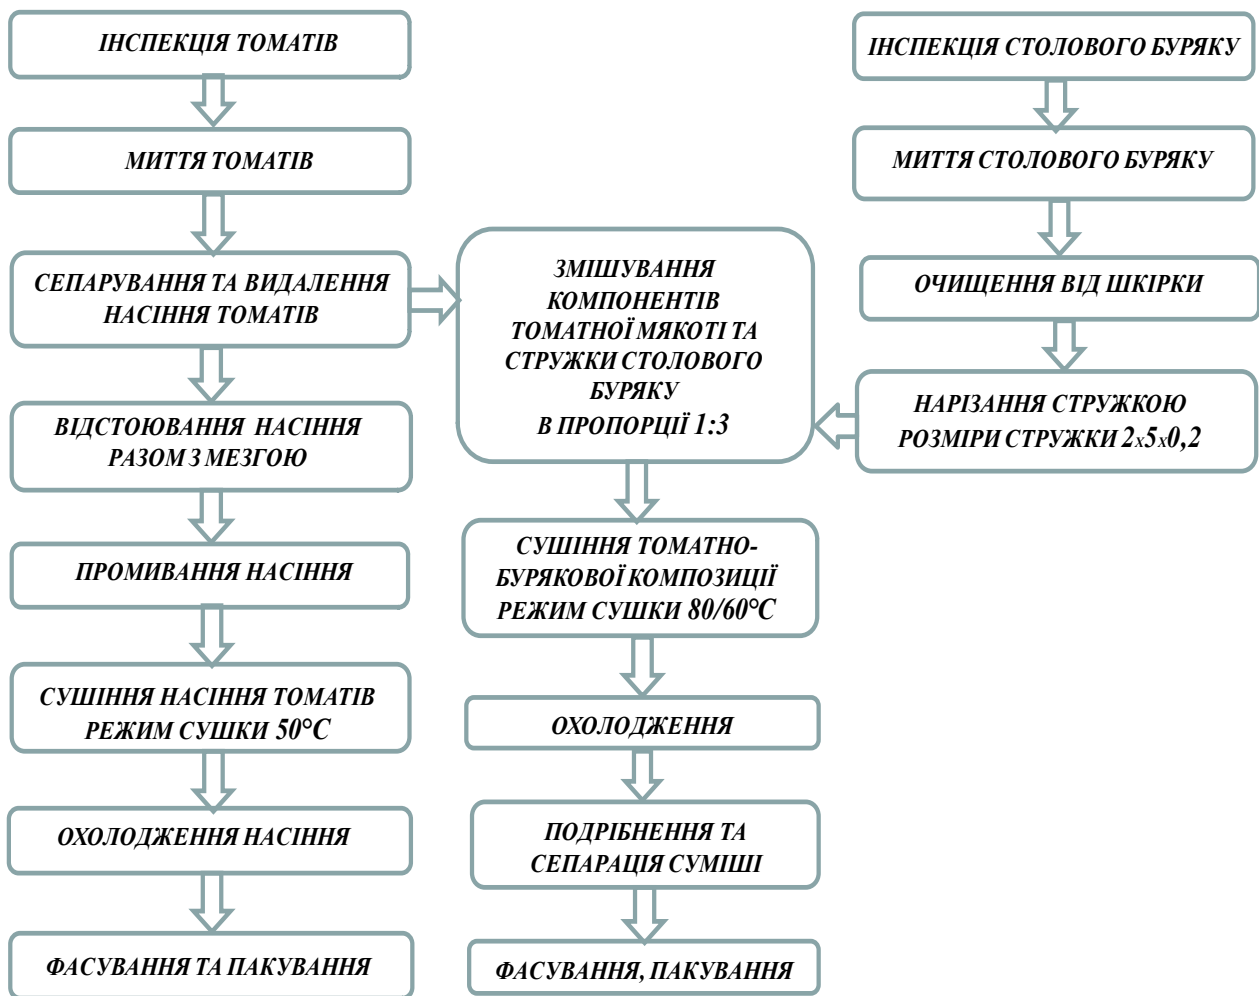 ІНСПЕКЦІЯ ТОМАТІВ
МИТТЯ ТОМАТІВ
СЕПАРУВАННЯ ТА ВИДАЛЕННЯ
НАСІННЯ ТОМАТІВ
ВІДСТОЮВАННЯ НАСІННЯ
РАЗОМ З МЕЗГОЮ
ПРОМИВАННЯ НАСІННЯ
СУШІННЯ НАСІННЯ ТОМАТІВ
РЕЖИМ СУШКИ 50°С
ОХОЛОДЖЕННЯ НАСІННЯ
ФАСУВАННЯ ТА ПАКУВАННЯ
ЗМІШУВАННЯ
КОМПОНЕНТІВ
ТОМАТНОЇ МЯКОТІ ТА
СТРУЖКИ СТОЛОВОГО
БУРЯКУ
В ПРОПОРЦІЇ 1:3
СУШІННЯ ТОМАТНО-
БУРЯКОВОЇ КОМПОЗИЦІЇ
РЕЖИМ СУШКИ 80/60°С
ОХОЛОДЖЕННЯ
ПОДРІБНЕННЯ ТА
СЕПАРАЦІЯ СУМІШІ
ФАСУВАННЯ, ПАКУВАННЯ
ІНСПЕКЦІЯ СТОЛОВОГО БУРЯКУ
МИТТЯ СТОЛОВОГО БУРЯКУ
ОЧИЩЕННЯ ВІД ШКІРКИ
НАРІЗАННЯ СТРУЖКОЮ
РОЗМІРИ СТРУЖКИ 2х5х0,2